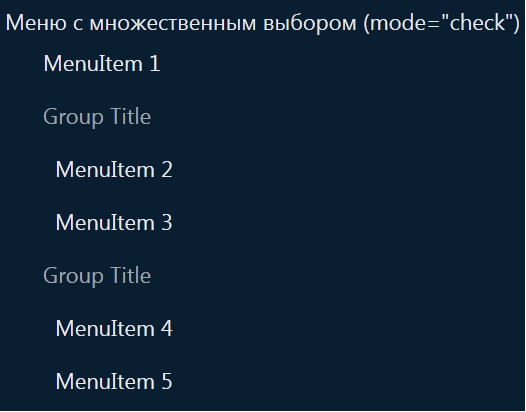 Меню с множественным выбором (mode="check")
MenuItem 1
Group Title
MenuItem 2
MenuItem 3
Group Title
MenuItem 4
MenuItem 5